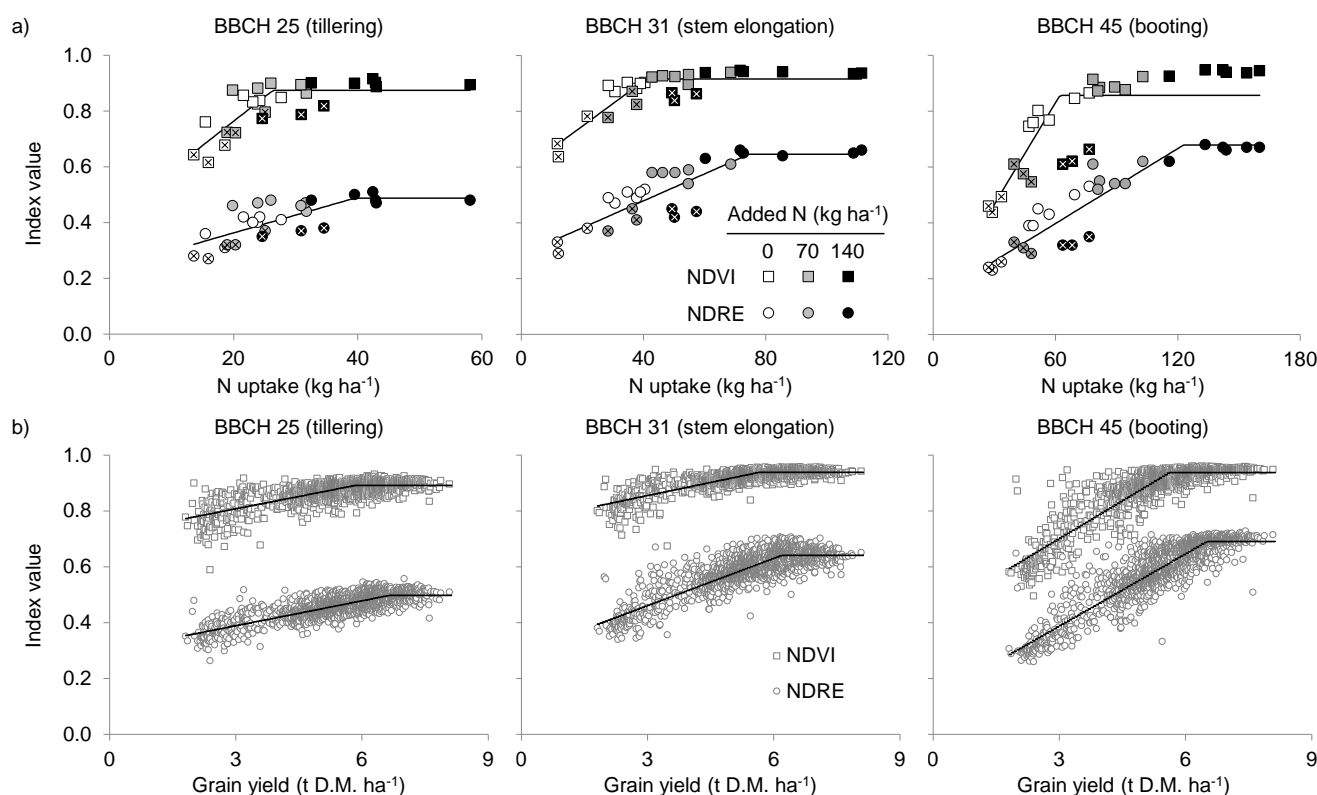 a)
BBCH 25 (tillering)
BBCH 31 (stem elongation)
BBCH 45 (booting)
Index value
1.0
0.8
0.6
0.4
0.2
0.0
0 20 40 60
0 40 80 120
0 60 120 180
N uptake (kg ha⁻¹)
N uptake (kg ha⁻¹)
N uptake (kg ha⁻¹)
Added N (kg ha⁻¹)
0 70 140
NDVI
NDRE
b)
BBCH 25 (tillering)
BBCH 31 (stem elongation)
BBCH 45 (booting)
Index value
1.0
0.8
0.6
0.4
0.2
0.0
NDVI
NDRE
0 3 6 9
0 3 6 9
0 3 6 9
Grain yield (t D.M. ha⁻¹)
Grain yield (t D.M. ha⁻¹)
Grain yield (t D.M. ha⁻¹)